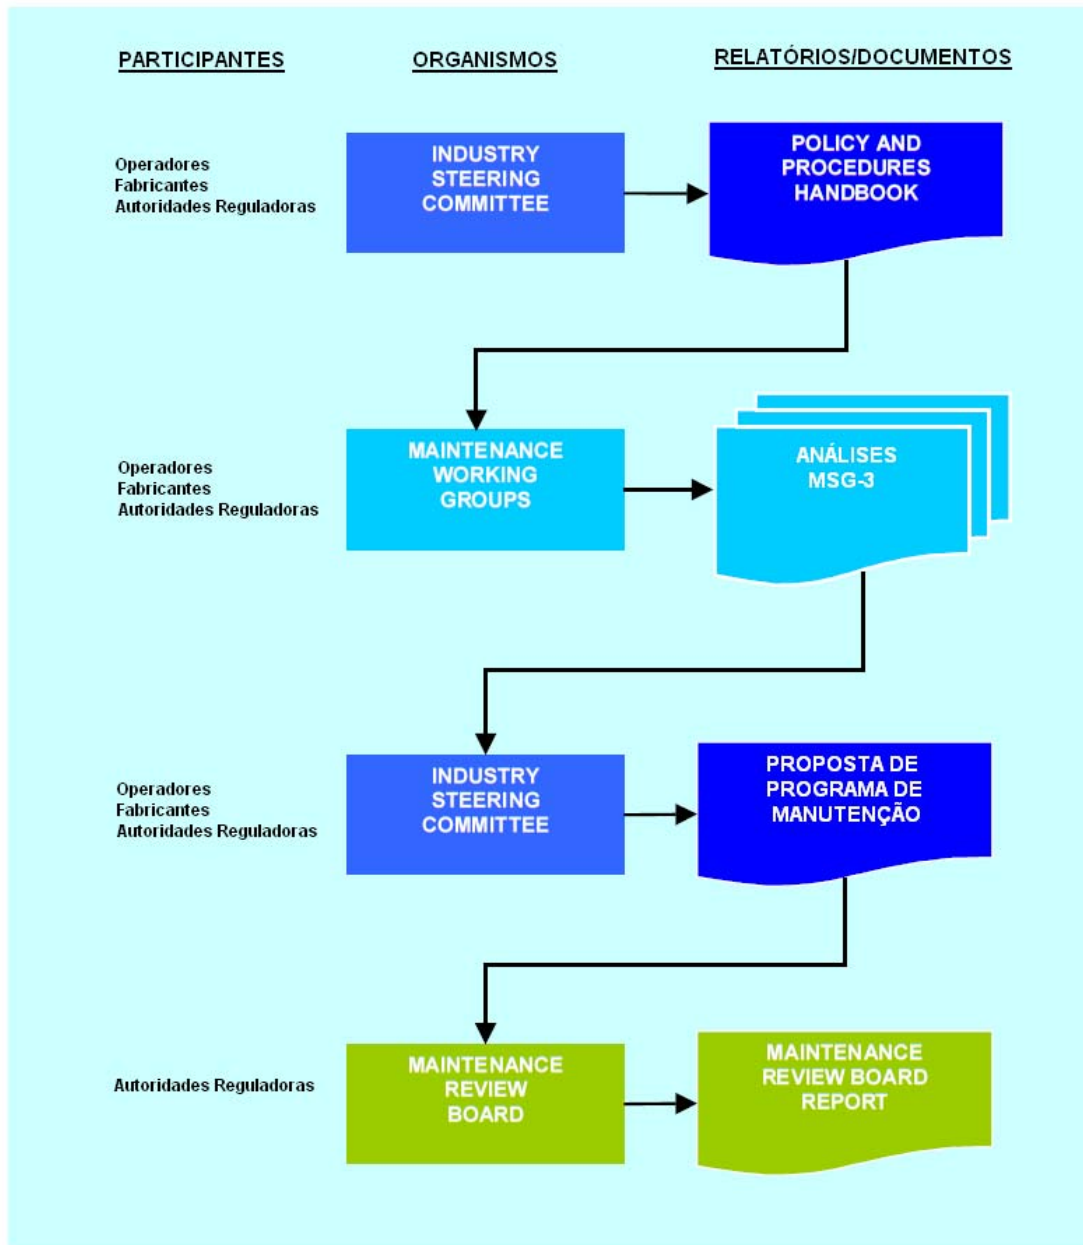 PARTICIPANTES
ORGANISMOS
RELATÓRIOS/DOCUMENTOS
Operadores
Fabricantes
Autoridades Reguladoras
INDUSTRY
STEERING
COMMITTEE
POLICY AND
PROCEDURES
HANDBOOK
Operadores
Fabricantes
Autoridades Reguladoras
MAINTENANCE
WORKING
GROUPS
ANÁLISES
MSG-3
Operadores
Fabricantes
Autoridades Reguladoras
INDUSTRY
STEERING
COMMITTEE
PROPOSTA DE
PROGRAMA DE
MANUTENÇÃO
Autoridades Reguladoras
MAINTENANCE
REVIEW
BOARD
MAINTENANCE
REVIEW BOARD
REPORT